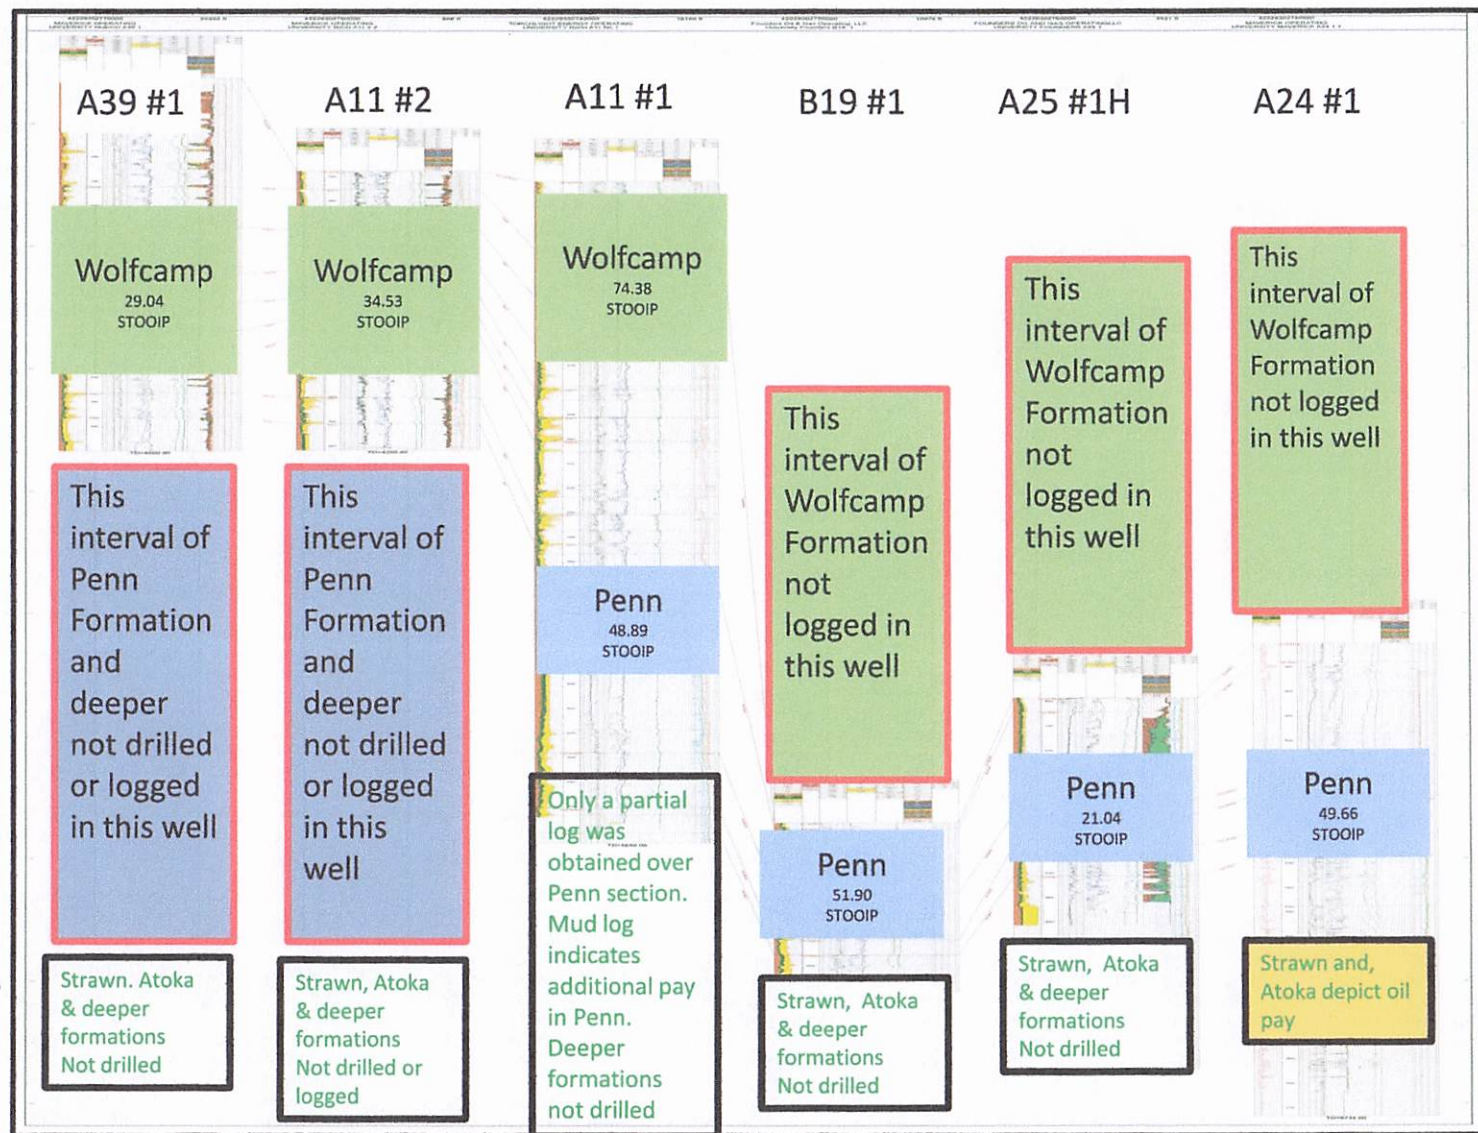 A39 #1
A11 #2
A11 #1
B19 #1
A25 #1H
A24 #1
Wolfcamp
29.04
STOOIP
Wolfcamp
34.53
STOOIP
Wolfcamp
74.38
STOOIP
This
interval of
Wolfcamp
Formation
not
logged in
this well
This
interval of
Wolfcamp
Formation
not
logged in
this well
This
interval of
Wolfcamp
Formation
not logged
in this well
This
interval of
Penn
Formation
and
deeper
not drilled
or logged
in this well
This
interval of
Penn
Formation
and
deeper
not drilled
or logged
in this
well
Penn
48.89
STOOIP
Penn
51.90
STOOIP
Penn
21.04
STOOIP
Penn
49.66
STOOIP
Strawn. Atoka
& deeper
formations
Not drilled
Strawn, Atoka
& deeper
formations
Not drilled or
logged
Only a partial
log was
obtained over
Penn section.
Mud log
indicates
additional pay
in Penn.
Deeper
formations
not drilled
Strawn, Atoka
& deeper
formations
Not drilled
Strawn, Atoka
& deeper
formations
Not drilled
Strawn and,
Atoka depict oil
pay